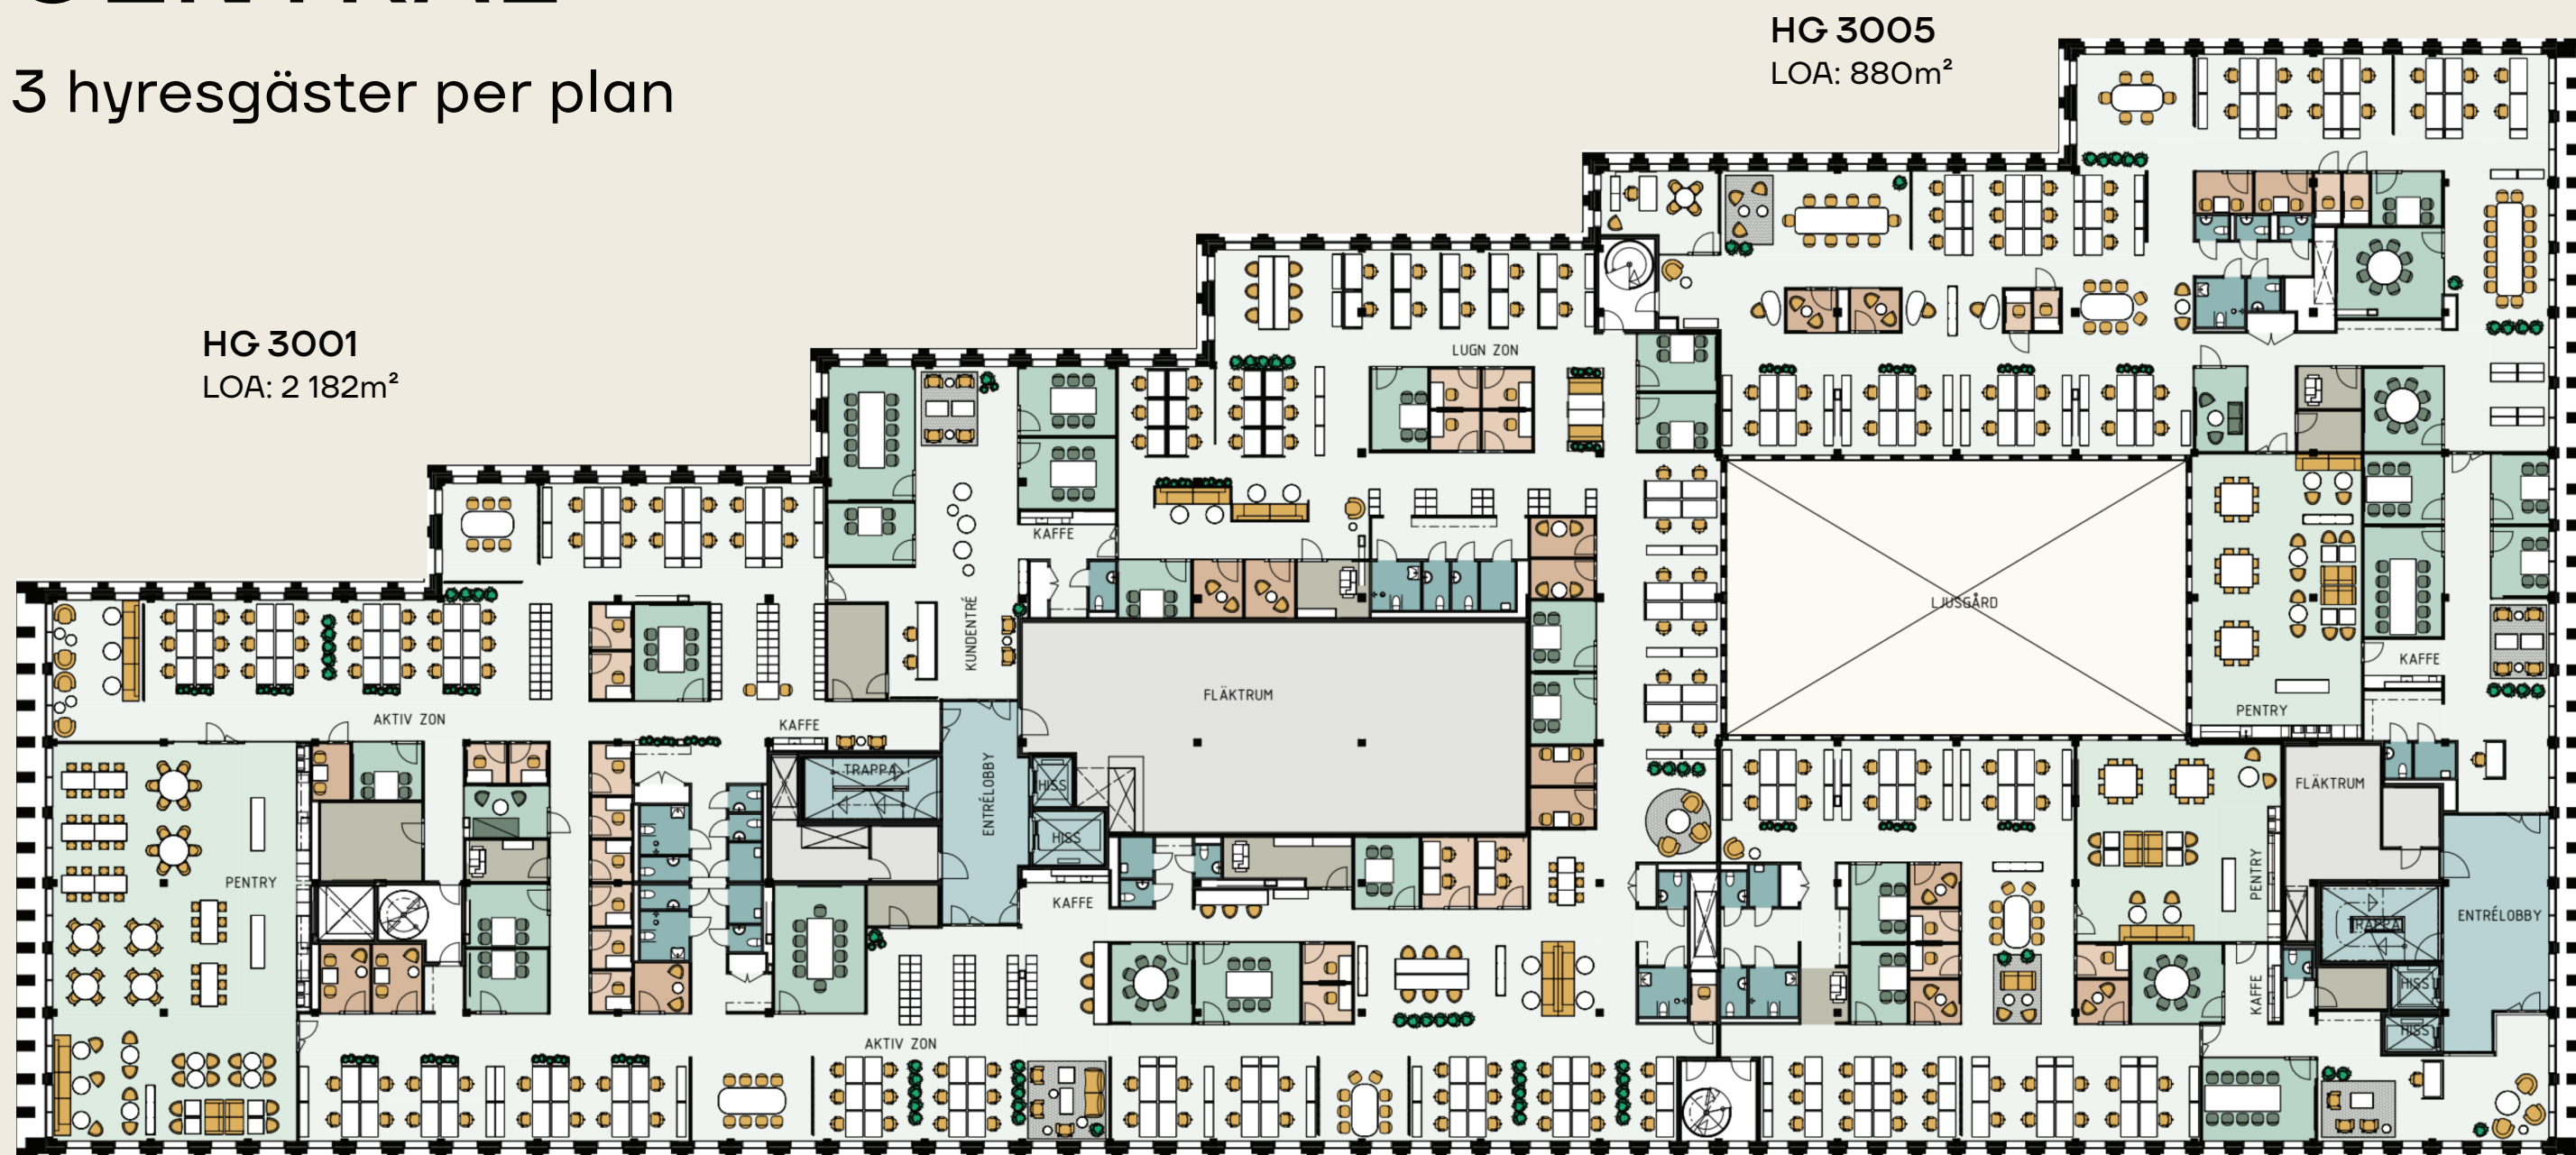 3 hyresgäster per plan
HG 3005
LOA: 880m²
HG 3001
LOA: 2 182m²
LUGN ZON
KAFFE
KUNDENTRÉ
LJUSGÅRD
FLÄKTRUM
AKTIV ZON
KAFFE
TRAPPA
ENTRÉLOBBY
HISS
HISS
PENTRY
KAFFE
AKTIV ZON
KAFFE
PENTRY
FLÄKTRUM
PENTRY
ENTRÉLOBBY
TRAPPA
KAFFE
HISS
HISS